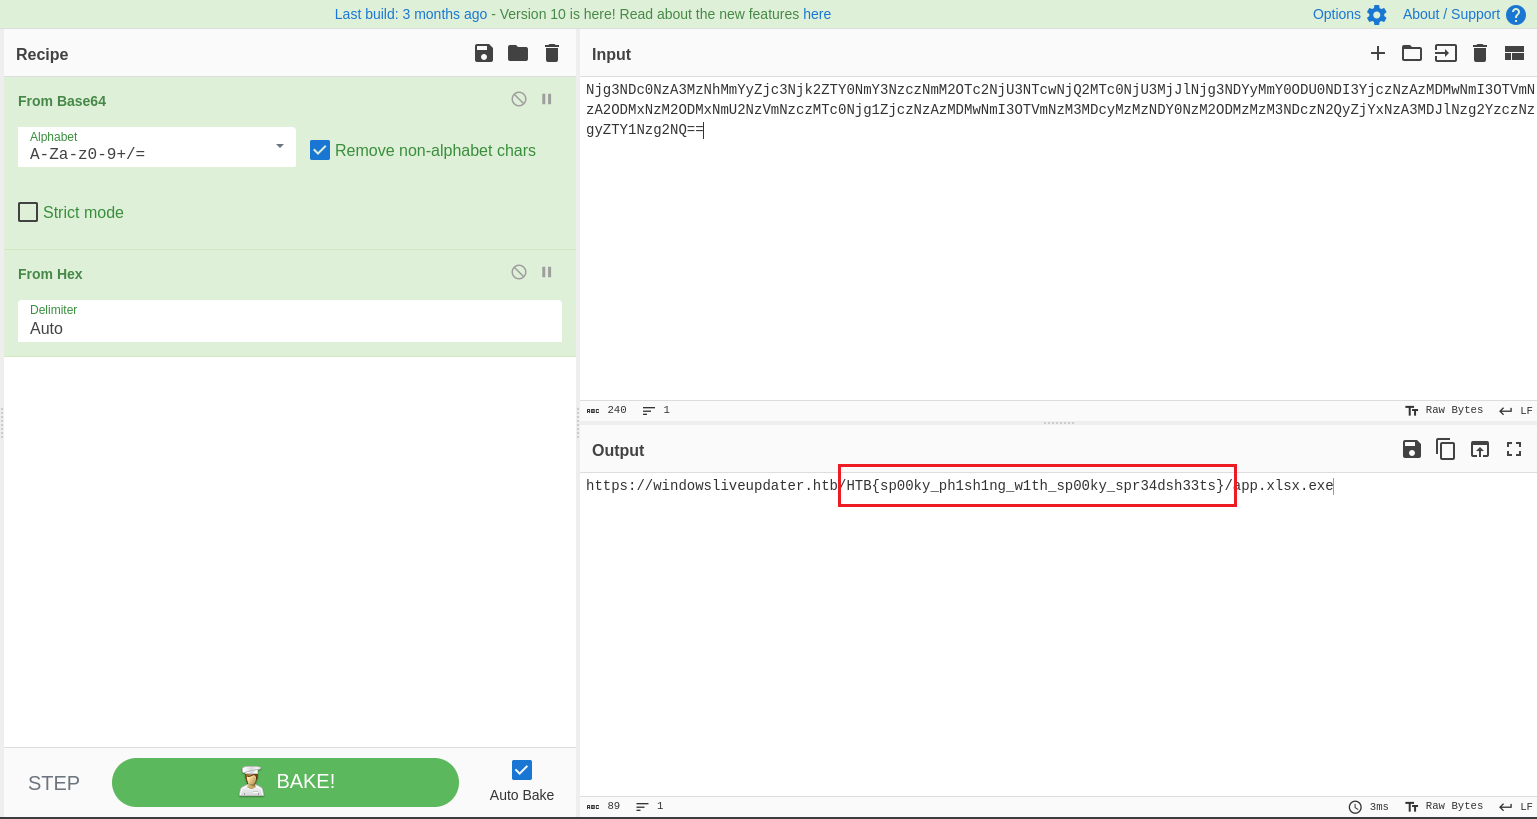 Last build: 3 months ago - Version 10 is here! Read about the new features here
Options
About / Support
Recipe
From Base64
Alphabet
A-Za-z0-9+/=
Remove non-alphabet chars
Strict mode
From Hex
Delimiter
Auto
STEP
BAKE!
Auto Bake
Input
Njg3NDc0NzA3MzNhMmYyZjc3Njk2ZTY0NmY3NzczNmM2OTc2NjU3NTcwNjQ2MTc0NjU3MjJlNjg3NDYyMmY0ODU0NDI3YjczNzAzMDMwNmI3OTVmN
zA2ODMxNzM2ODMxNmU2NzVmNzczMTc0Njg1ZjczNzAzMDMwNmI3OTVmNzM3MDcyMzMzNDY0NzM2ODMzMzM3NDczN2QyZjYxNzA3MDJlNzg2YzczNz
gyZTY1Nzg2NQ==
ABC 240
1
Raw Bytes
LF
Output
https://windowsliveupdater.htb/HTB{sp00ky_ph1sh1ng_w1th_sp00ky_spr34dsh33ts}/app.xlsx.exe
ABC 89
1
3ms
Raw Bytes
LF